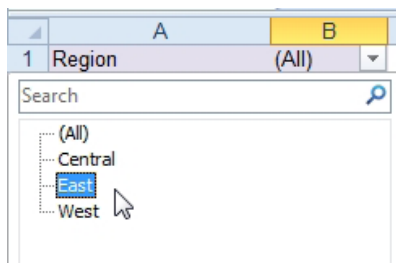 A B
1 Region (All)
Search
(All)
Central
East
West